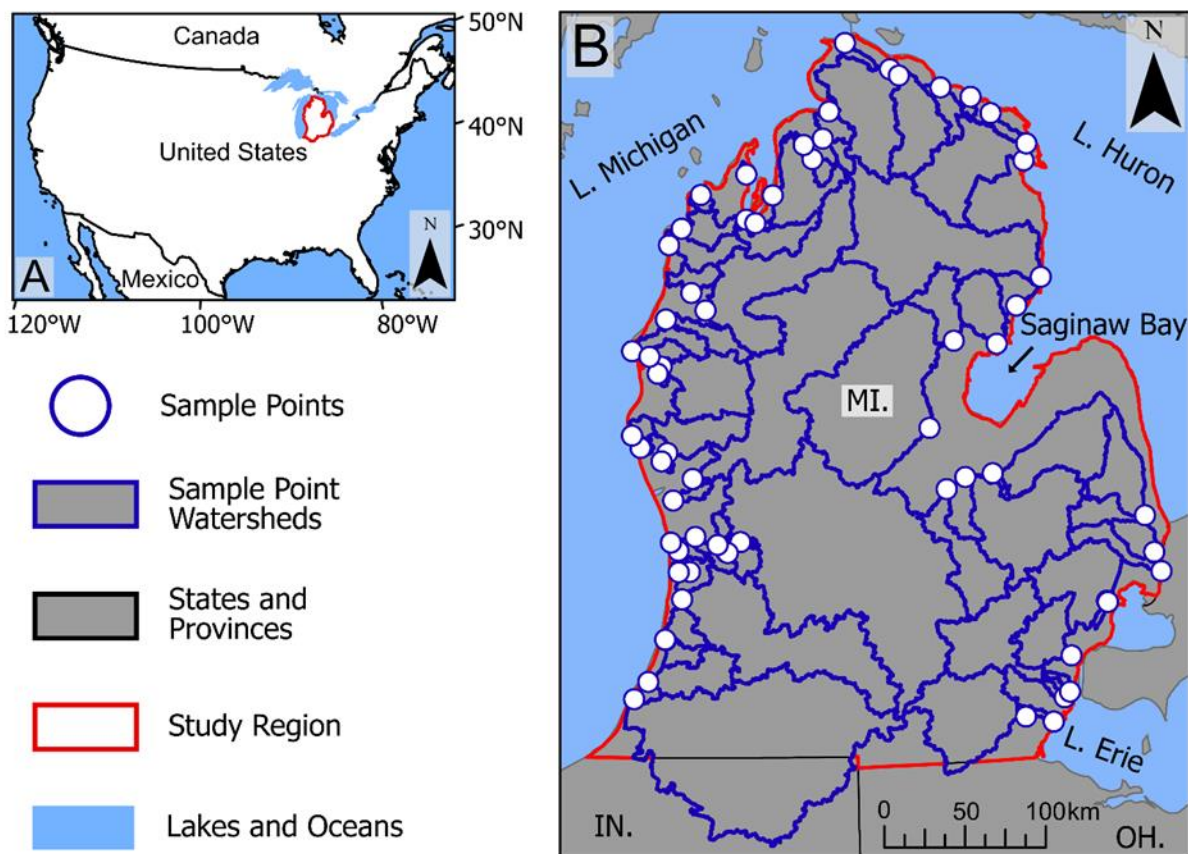 Canada
United States
Mexico
N
A
50°N
40°N
30°N
120°W
100°W
80°W
Sample Points
Sample Point
Watersheds
States and
Provinces
Study Region
Lakes and Oceans
B
N
L. Michigan
L. Huron
Saginaw Bay
MI.
L. Erie
0 50 100km
IN.
OH.